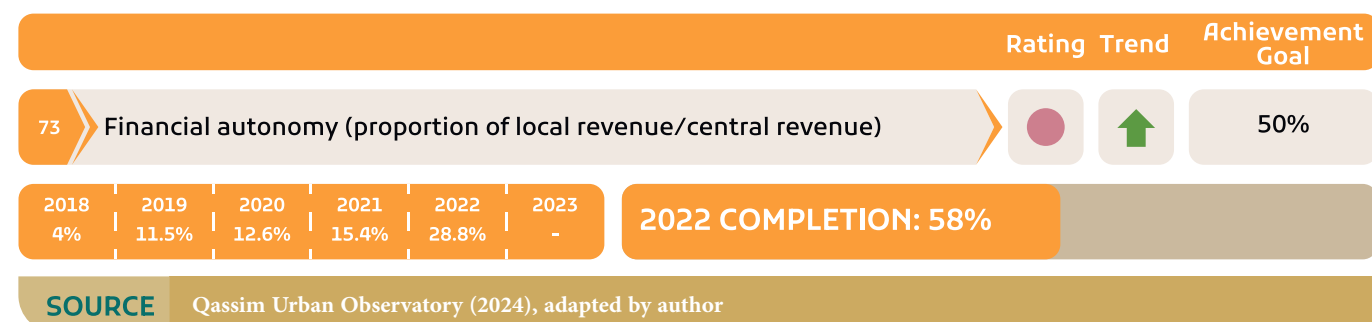 Rating Trend Achievement Goal
73 Financial autonomy (proportion of local revenue/central revenue) 50%
2018 2019 2020 2021 2022 2023
4% 11.5% 12.6% 15.4% 28.8% -
2022 COMPLETION: 58%
SOURCE Qassim Urban Observatory (2024), adapted by author